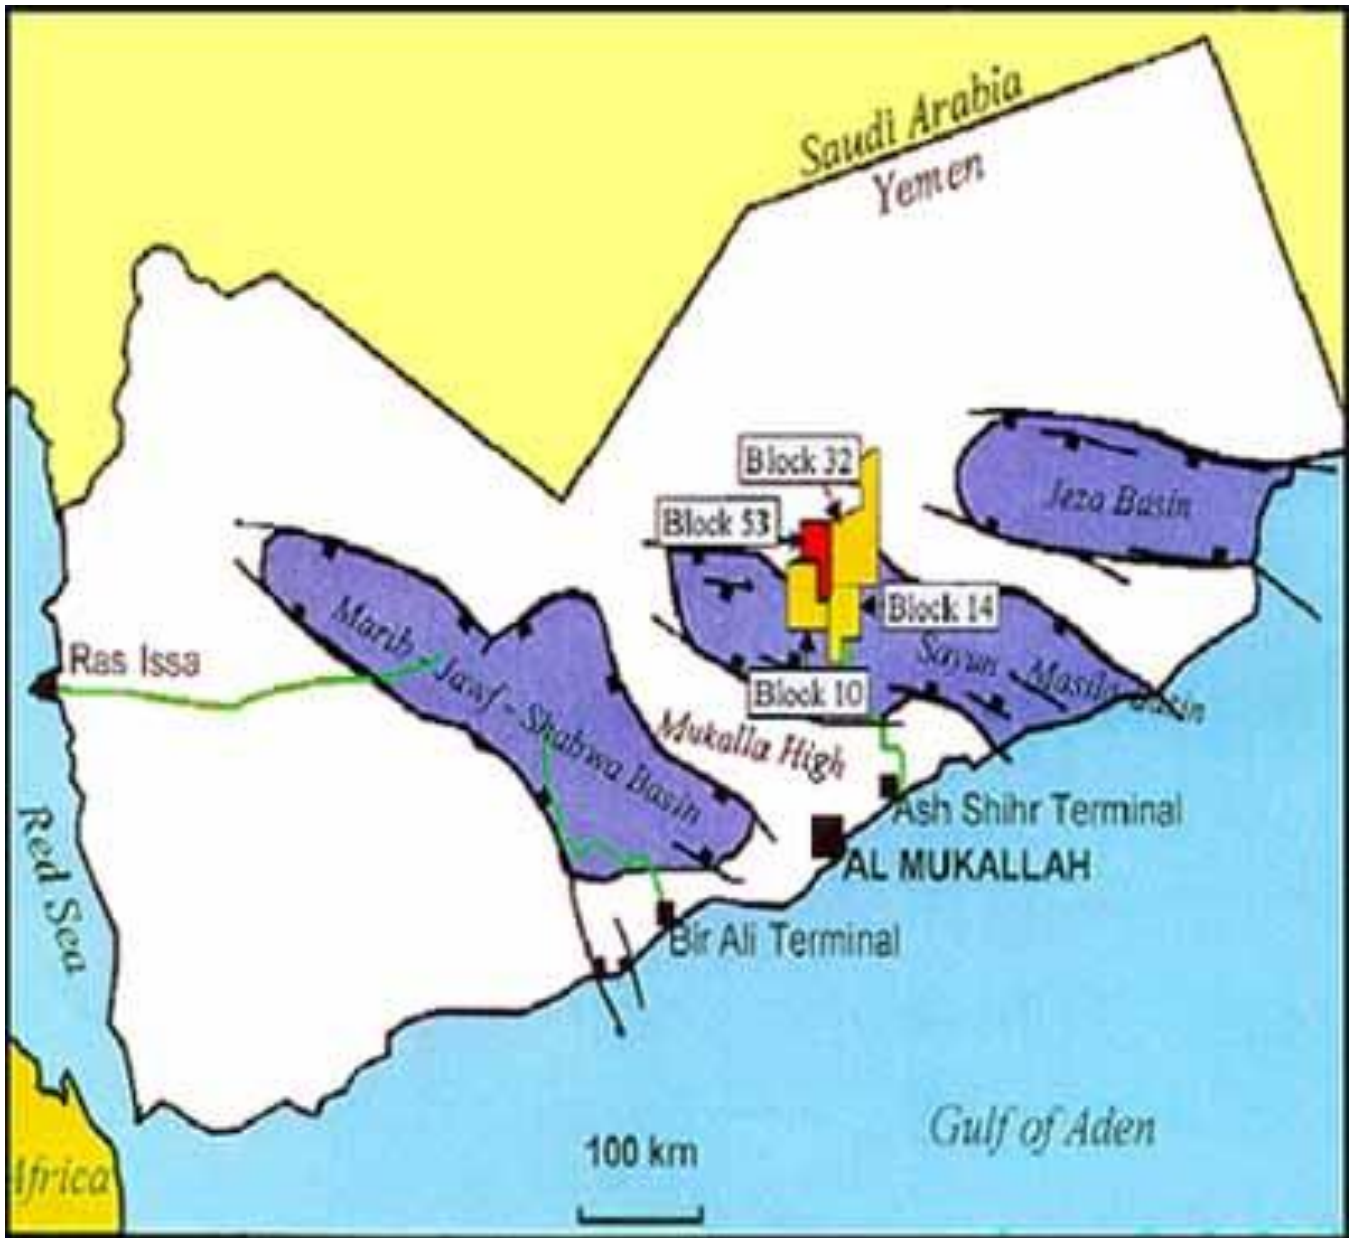 Saudi Arabia
Yemen
Block 32
Block 53
Jeza Basin
Block 14
Marib - Jawf - Shabwa Basin
Ras Issa
Sayun - Masila Basin
Block 10
Mukalla High
Ash Shihr Terminal
AL MUKALLAH
Red Sea
Bir Ali Terminal
Gulf of Aden
100 km
Africa